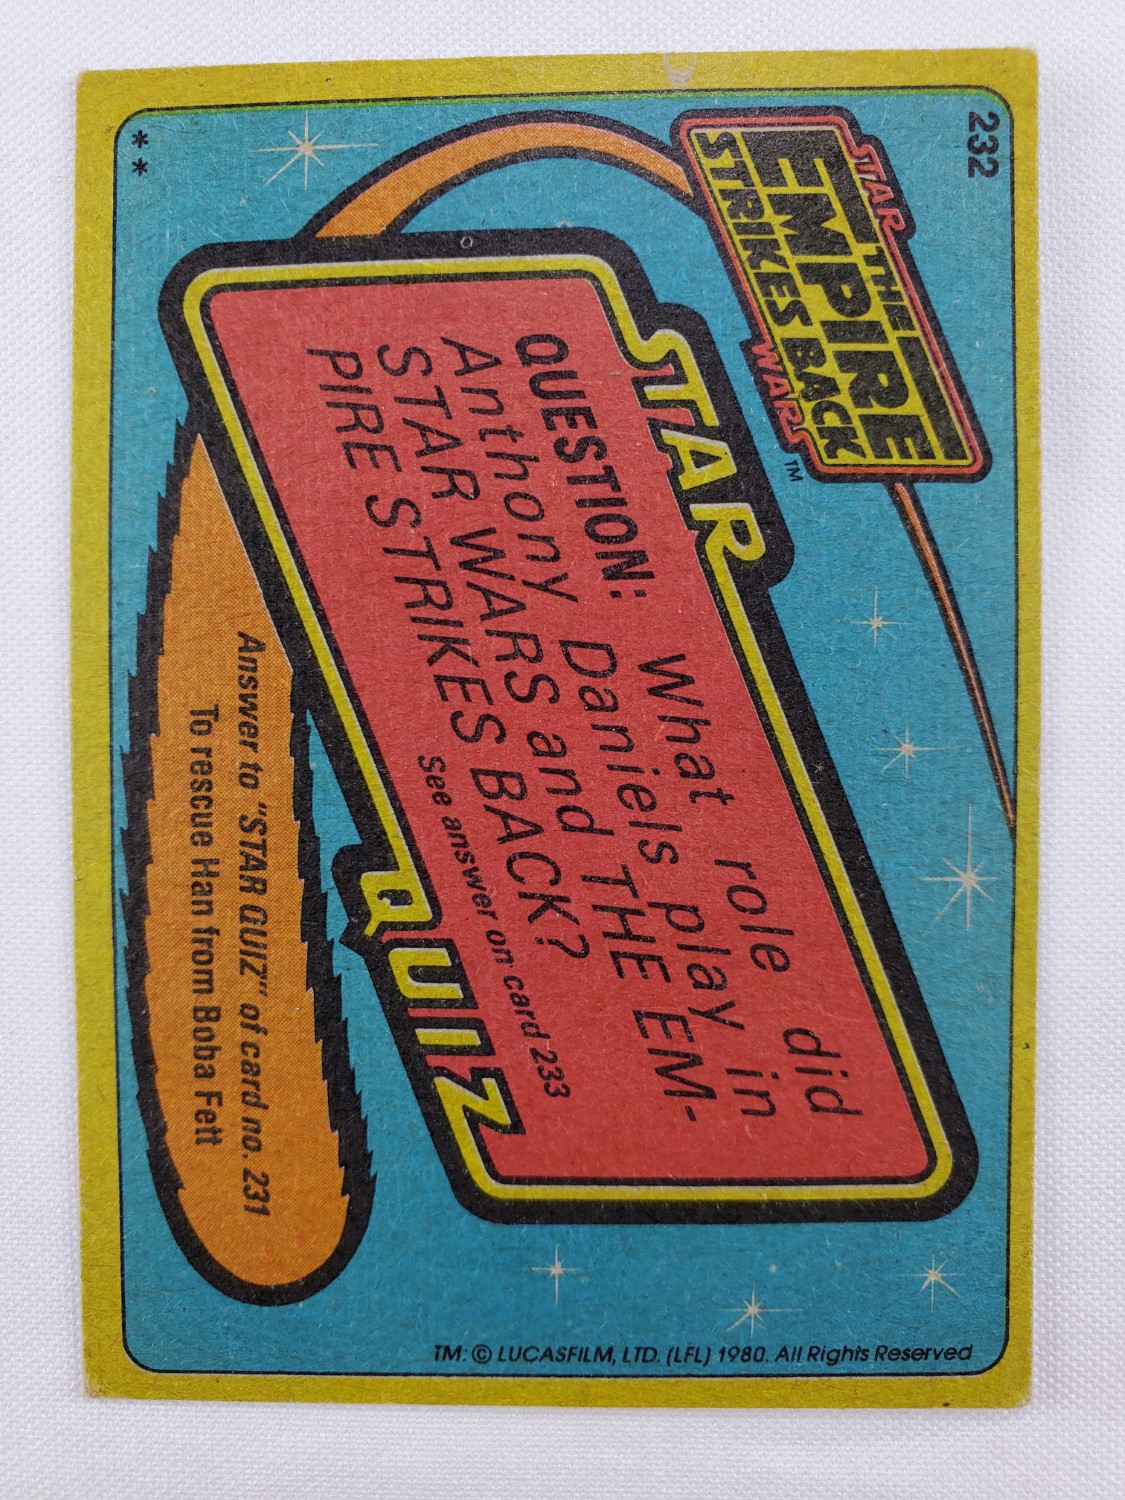 232
STAR
THE
EMPIRE
STRIKES BACK
WARS™
STAR
QUESTION: What role did
Anthony Daniels play in
STAR WARS and THE EM-
PIRE STRIKES BACK?
See answer on card 233
QUIZ
Answer to "STAR QUIZ" of card no. 231
To rescue Han from Boba Fett
* *
TM: © LUCASFILM, LTD. (LFL) 1980. All Rights Reserved